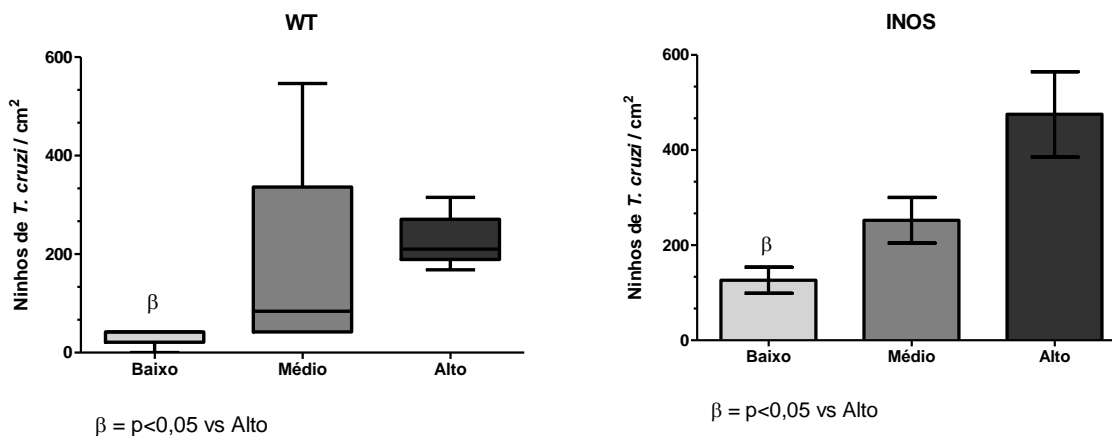 WT
Ninhos de T. cruzi / cm²
600
400
200
0
β
Baixo
Médio
Alto
β = p<0,05 vs Alto
INOS
Ninhos de T. cruzi / cm²
600
400
200
0
β
Baixo
Médio
Alto
β = p<0,05 vs Alto